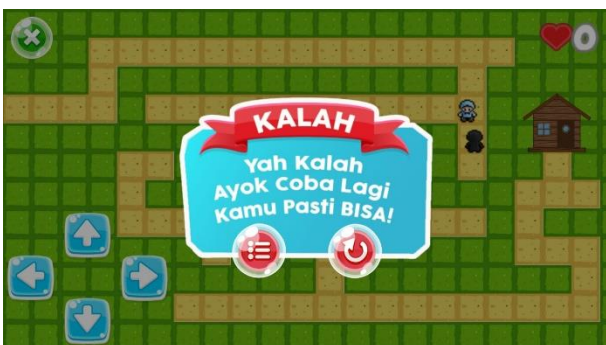 0
KALAH
Yah Kalah
Ayok Coba Lagi
Kamu Pasti BISA!